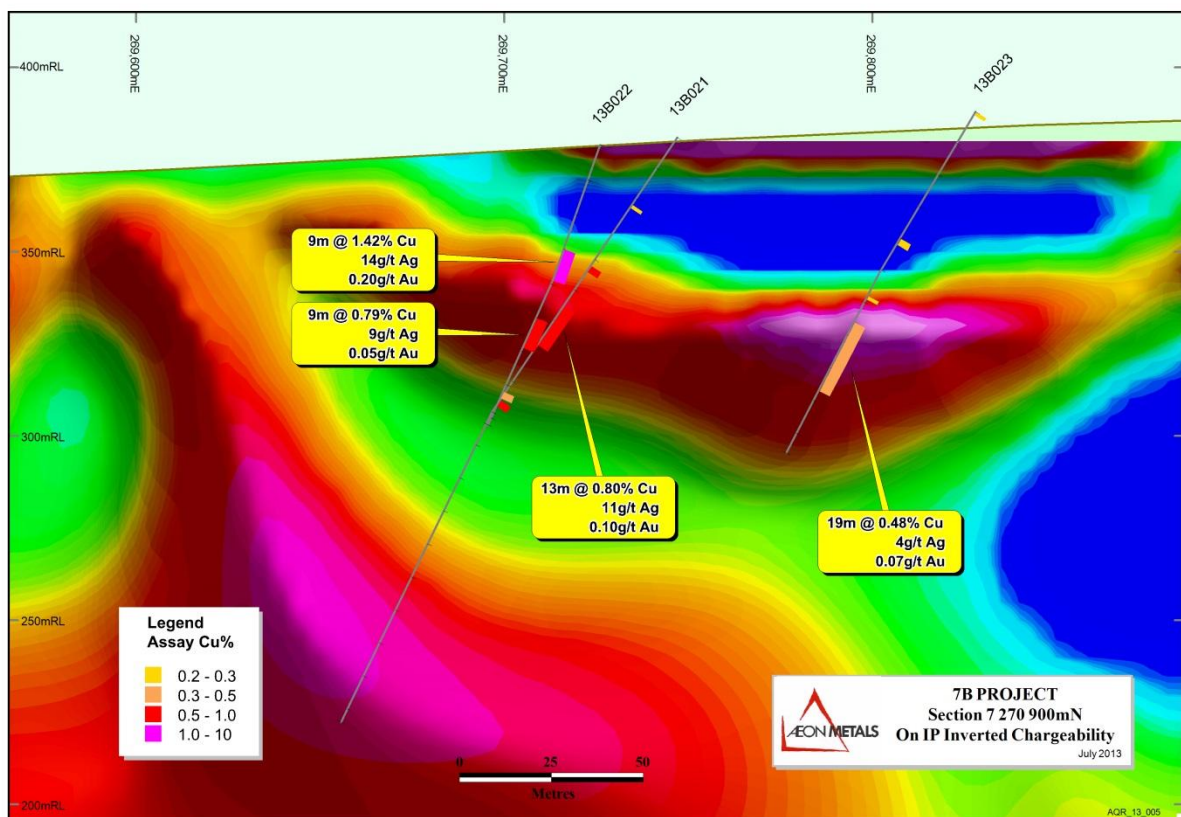 269,600mE
269,700mE
269,800mE
400mRL
350mRL
300mRL
250mRL
200mRL
13B022
13B021
13B023
9m @ 1.42% Cu
14g/t Ag
0.20g/t Au
9m @ 0.79% Cu
9g/t Ag
0.05g/t Au
13m @ 0.80% Cu
11g/t Ag
0.10g/t Au
19m @ 0.48% Cu
4g/t Ag
0.07g/t Au
Legend
Assay Cu%
0.2 - 0.3
0.3 - 0.5
0.5 - 1.0
1.0 - 10
0 25 50
Metres
ÆON METALS
7B PROJECT
Section 7 270 900mN
On IP Inverted Chargeability
July 2013
AQR_13_005